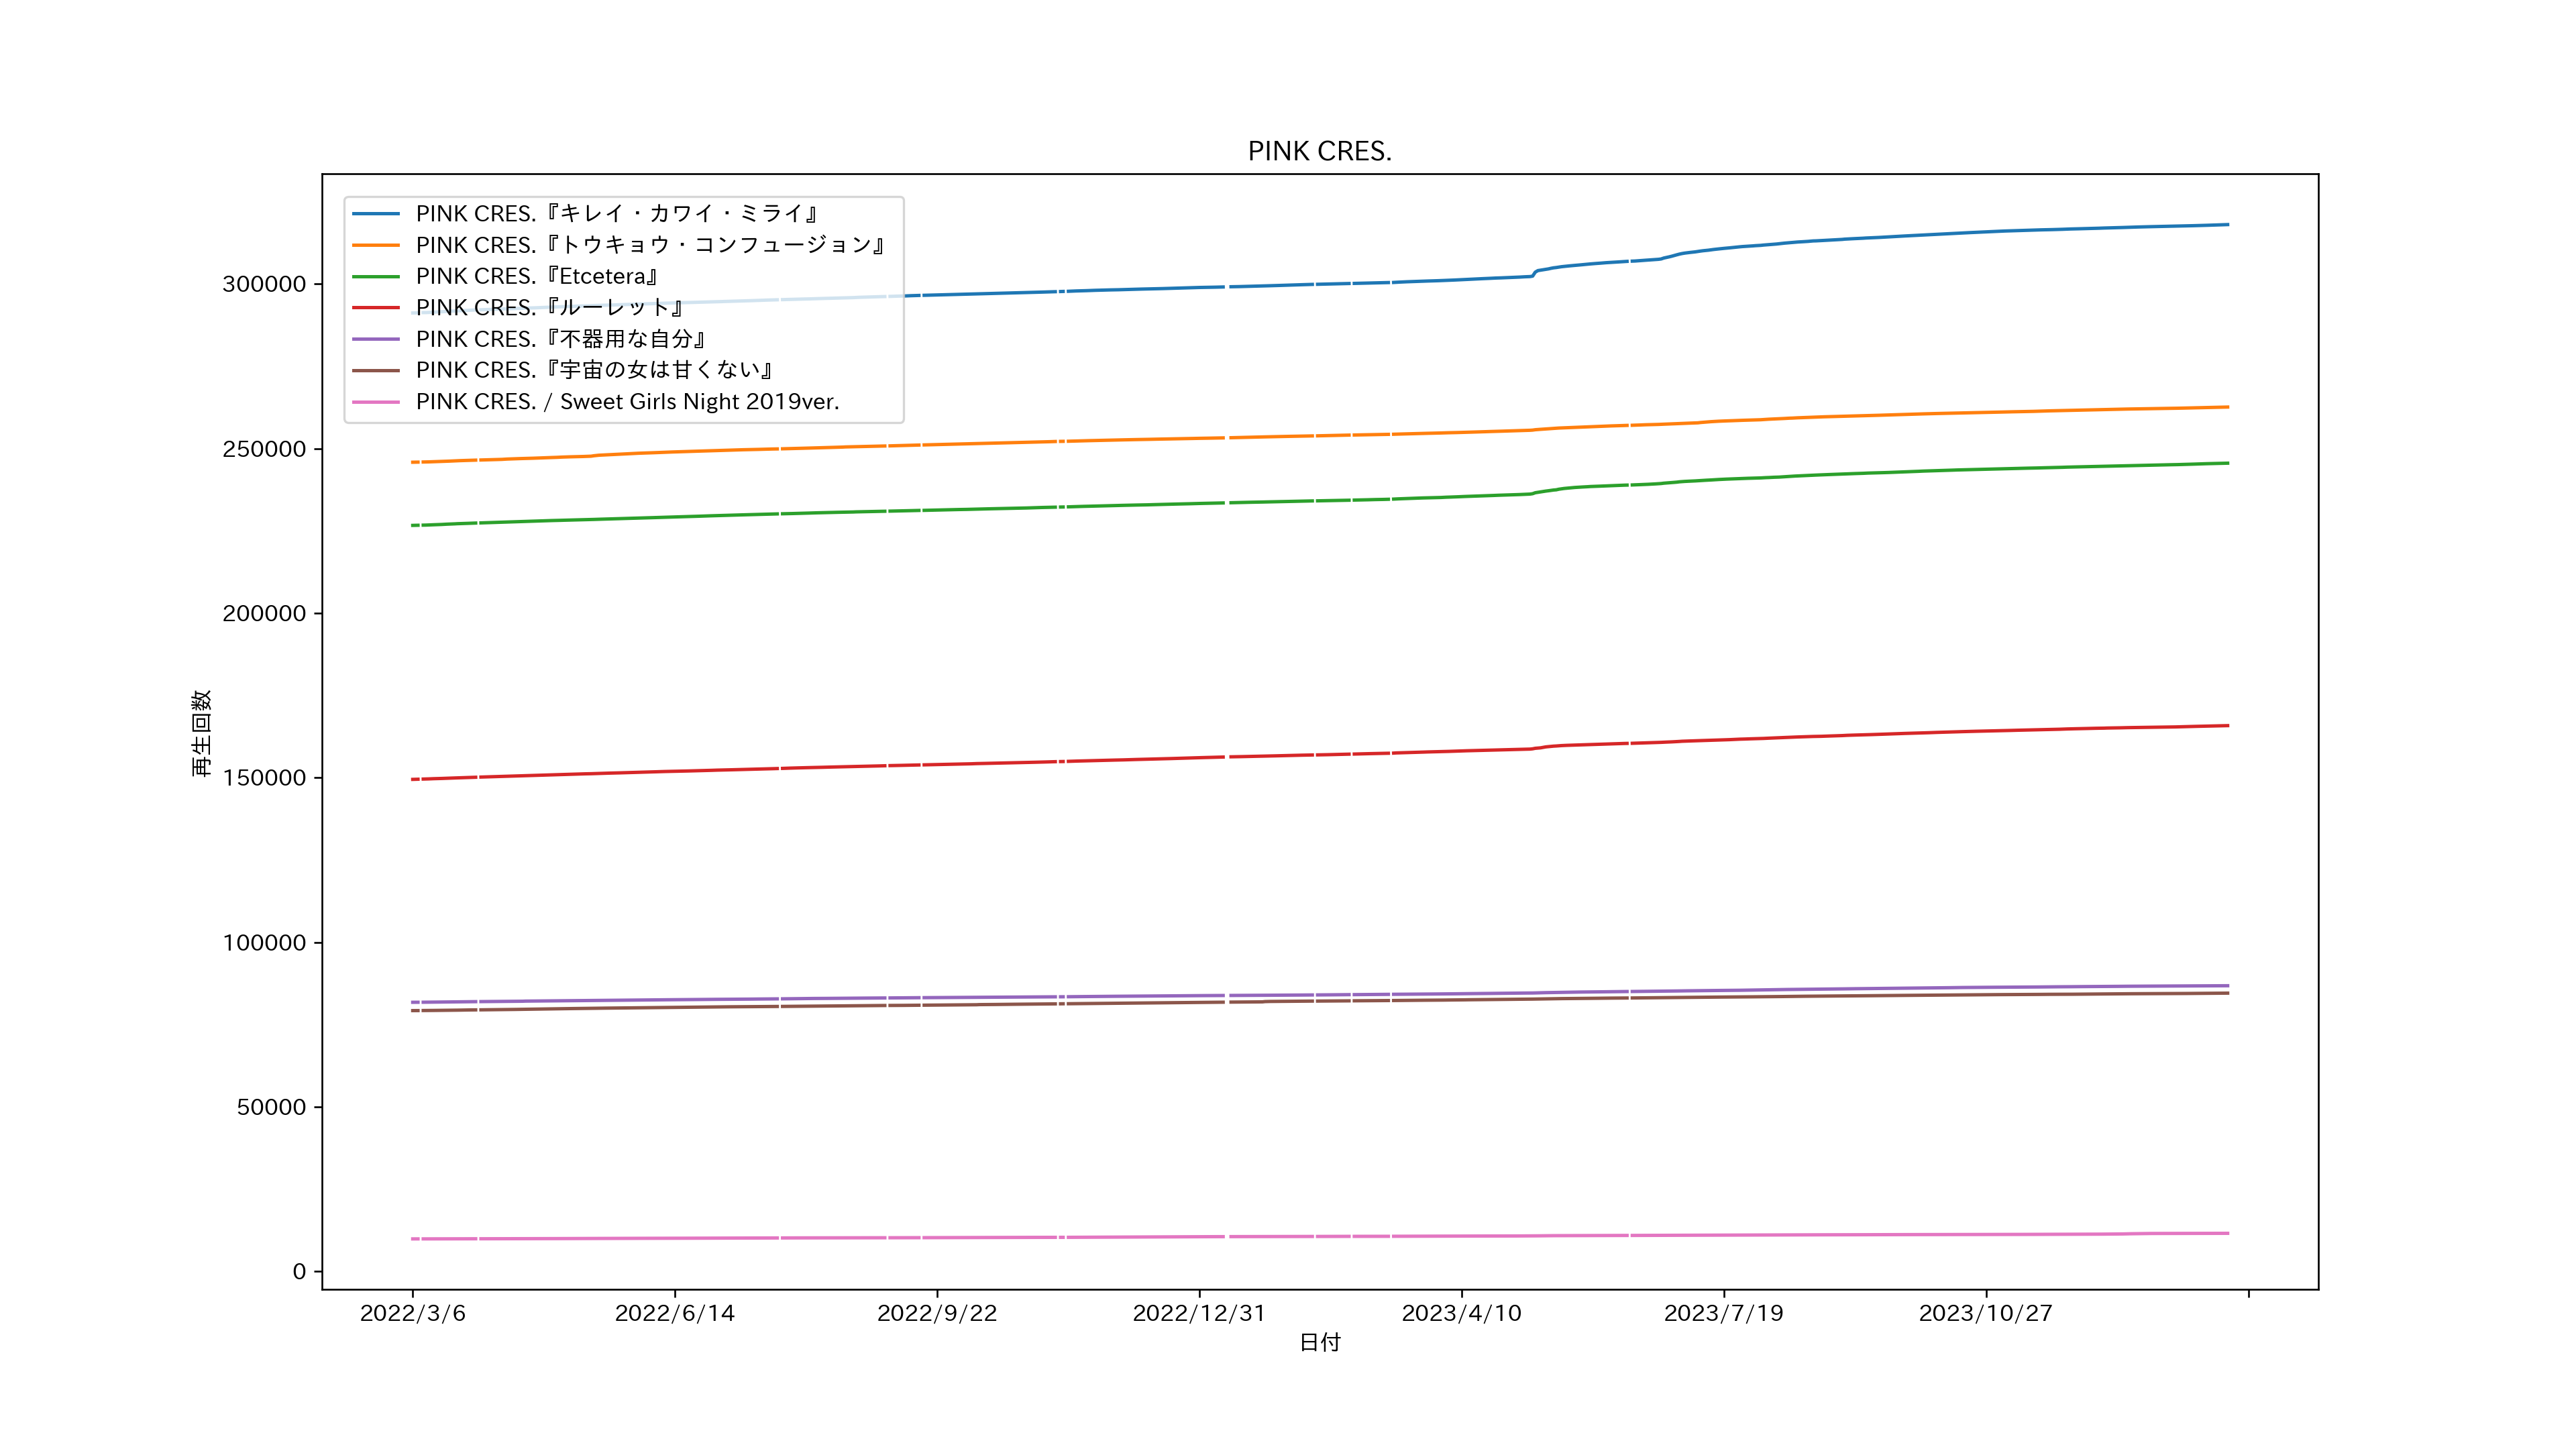 PINK CRES.
PINK CRES.『キレイ・カワイ・ミライ』
PINK CRES.『トウキョウ・コンフュージョン』
PINK CRES.『Etcetera』
PINK CRES.『ルーレット』
PINK CRES.『不器用な自分』
PINK CRES.『宇宙の女は甘くない』
PINK CRES. / Sweet Girls Night 2019ver.
300000
250000
200000
150000
100000
50000
0
再生回数
2022/3/6 2022/6/14 2022/9/22 2022/12/31 2023/4/10 2023/7/19 2023/10/27
日付